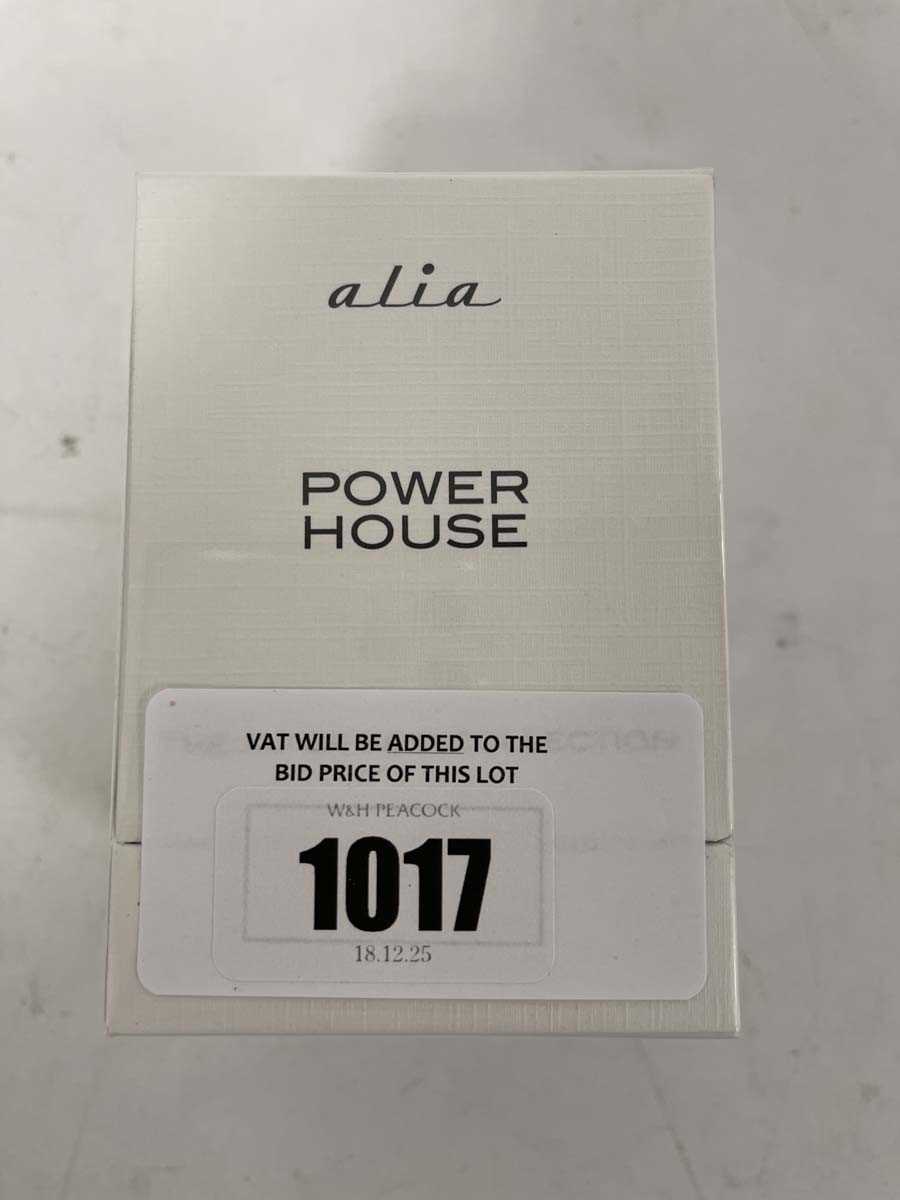 alia
POWER
HOUSE
VAT WILL BE ADDED TO THE
BID PRICE OF THIS LOT
W&H PEACOCK
1017
18.12.25